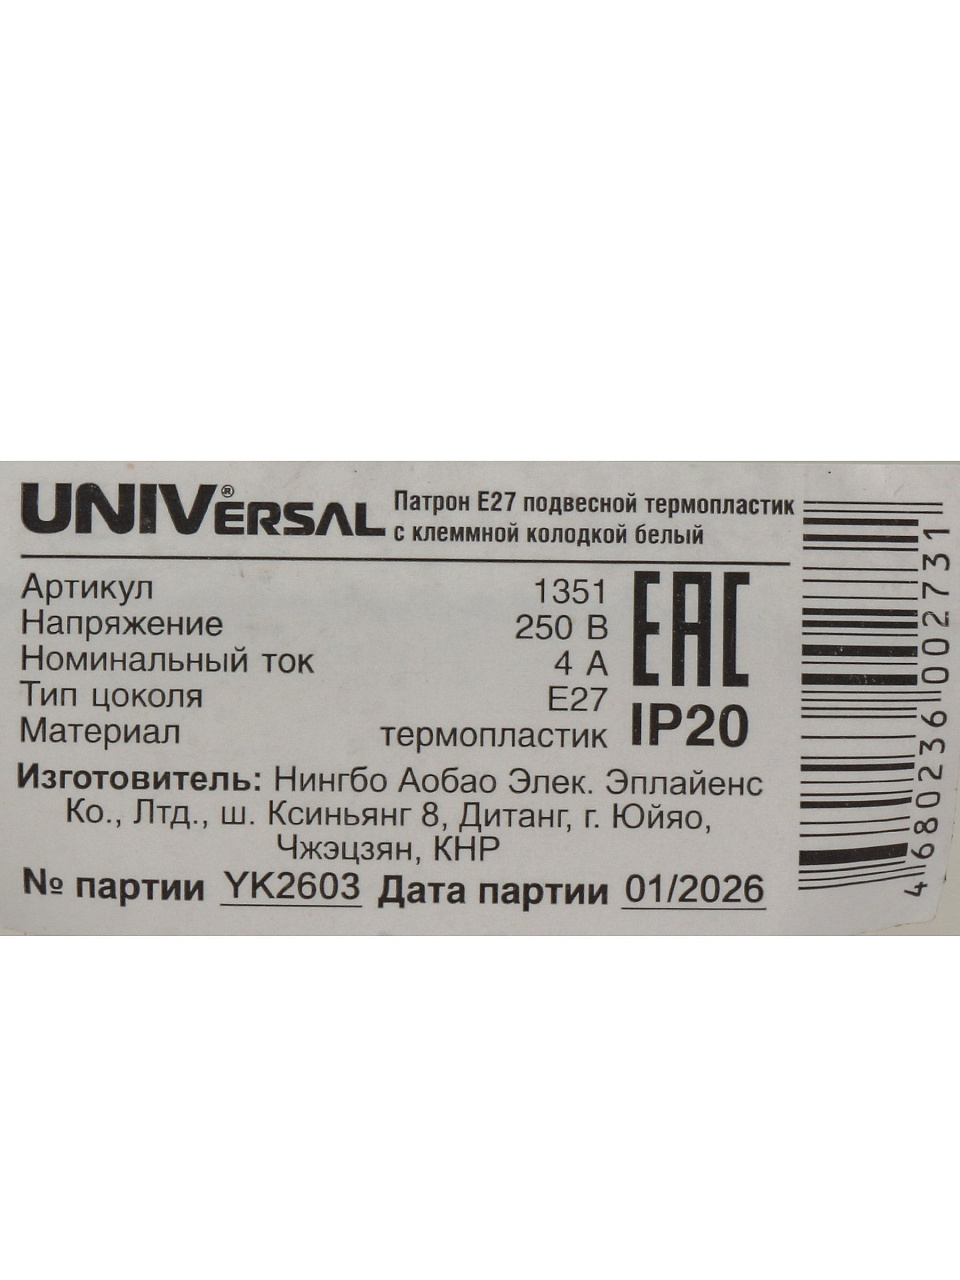 UNIVERSAL®
Патрон E27 подвесной термопластик
с клеммной колодкой белый
Артикул 1351
Напряжение 250 В
Номинальный ток 4 А
Тип цоколя E27
Материал термопластик
EAC
IP20
Изготовитель: Нингбо Аобао Элек. Эплайенс
Ко., Лтд., ш. Ксиньянг 8, Дитанг, г. Юйяо,
Чжэцзян, КНР
№ партии YK2603 Дата партии 01/2026
4680236002731